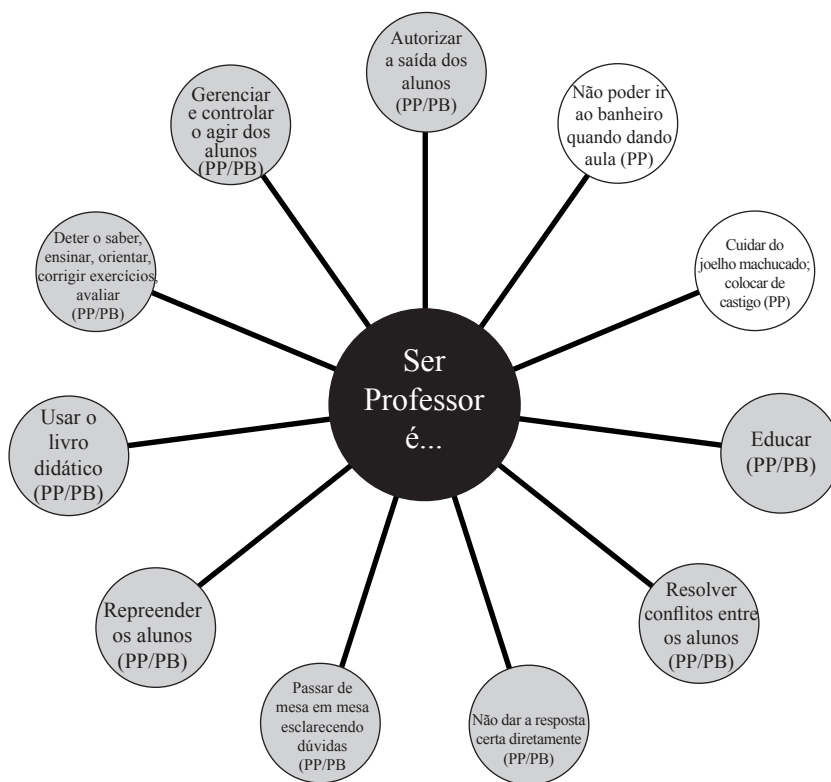 Autorizar
a saída dos
alunos
(PP/PB)
Não poder ir
ao banheiro
quando dando
aula (PP)
Cuidar do
joelho machucado;
colocar de
castigo (PP)
Educar
(PP/PB)
Resolver
conflitos entre
os alunos
(PP/PB)
Não dar a resposta
certa diretamente
(PP/PB)
Passar de
mesa em mesa
esclarecendo
dúvidas
(PP/PB
Repreender
os alunos
(PP/PB)
Usar o
livro
didático
(PP/PB)
Deter o saber,
ensinar, orientar,
corrigir exercícios,
avaliar
(PP/PB)
Gerenciar
e controlar
o agir dos
alunos
(PP/PB)
Ser
Professor
é...